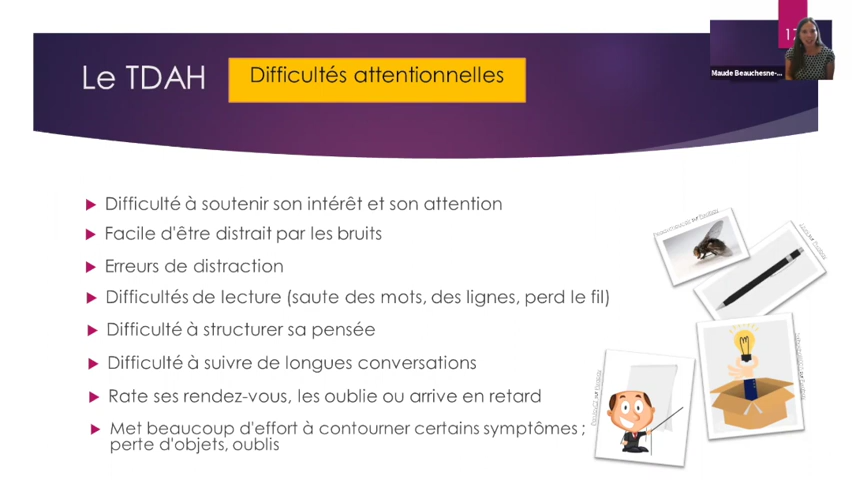 Le TDAH
Difficultés attentionnelles
Maude Beauchesne-...
Difficulté à soutenir son intérêt et son attention
Facile d'être distrait par les bruits
Erreurs de distraction
Difficultés de lecture (saute des mots, des lignes, perd le fil)
Difficulté à structurer sa pensée
Difficulté à suivre de longues conversations
Rate ses rendez-vous, les oublie ou arrive en retard
Met beaucoup d'effort à contourner certains symptômes ;
perte d'objets, oublis